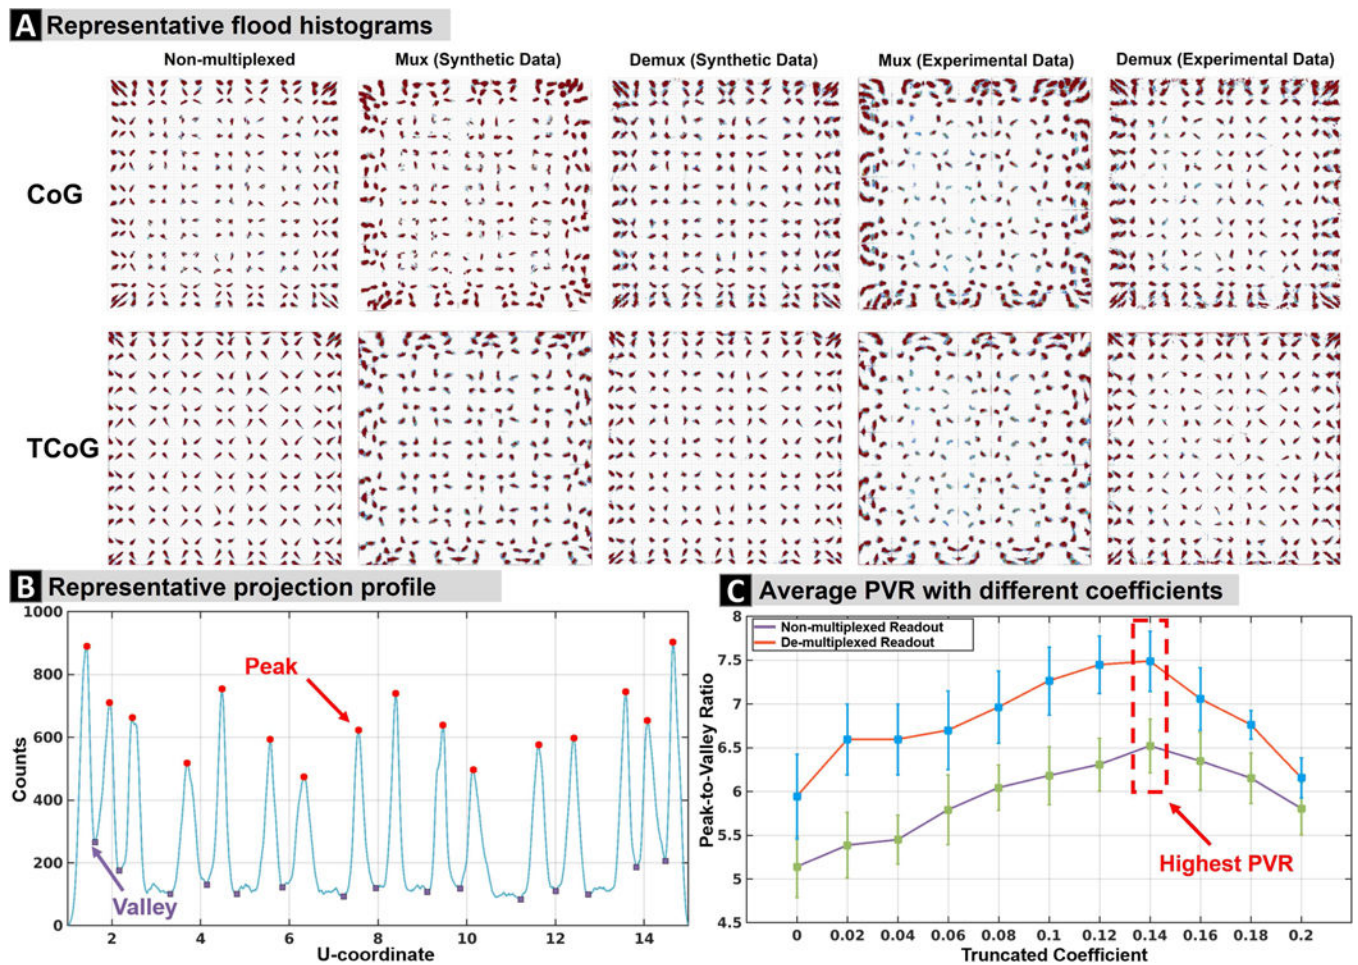 A Representative flood histograms
Non-multiplexed
Mux (Synthetic Data)
Demux (Synthetic Data)
Mux (Experimental Data)
Demux (Experimental Data)
CoG
TCoG
B Representative projection profile
1000
800
600
400
200
0
Counts
Peak
Valley
2 4 6 8 10 12 14
U-coordinate
C Average PVR with different coefficients
8
7.5
7
6.5
6
5.5
5
4.5
Peak-to-Valley Ratio
Non-multiplexed Readout
De-multiplexed Readout
Highest PVR
0 0.02 0.04 0.06 0.08 0.1 0.12 0.14 0.16 0.18 0.2
Truncated Coefficient